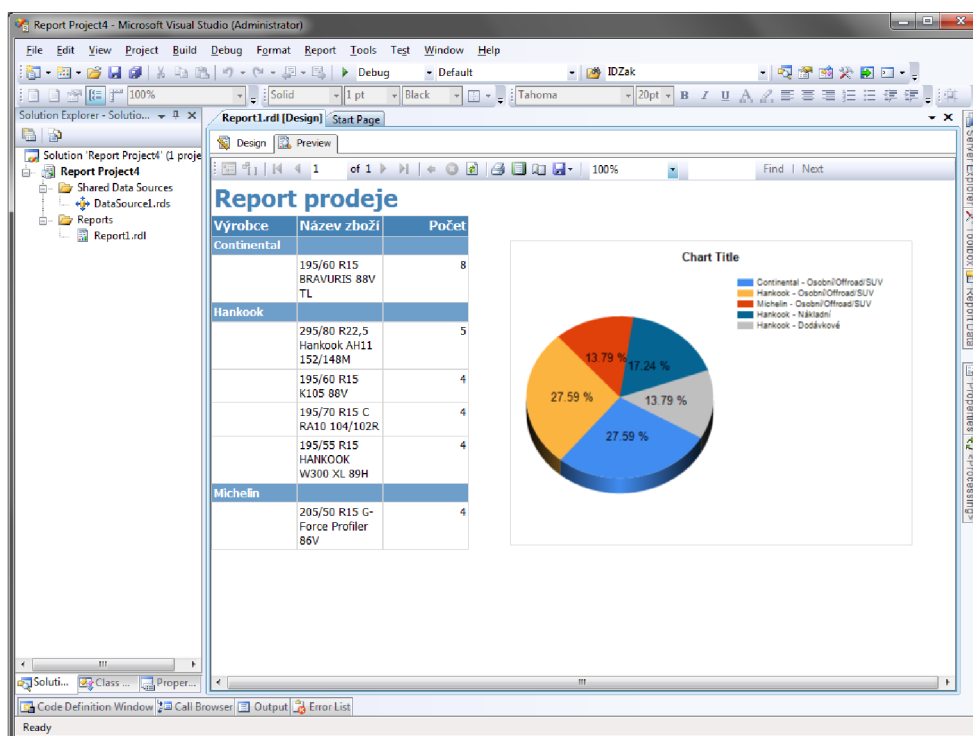 Report Project4 - Microsoft Visual Studio (Administrator)
File Edit View Project Build Debug Format Report Tools Test Window Help
Debug Default IDZak
100% Solid 1 pt Black Tahoma 20pt B I U A
Solution Explorer - Solutio...
Report1.rdl [Design] Start Page
Design Preview
Solution 'Report Project4' (1 proje
Report Project4
Shared Data Sources
DataSource1.rds
Reports
Report1.rdl
1 of 1 100% Find | Next
Report prodeje
Výrobce Název zboží Počet
Continental
195/60 R15 8
BRAVURIS 88V
TL
Hankook
295/80 R22,5 5
Hankook AH11
152/148M
195/60 R15 4
K105 88V
195/70 R15 C 4
RA10 104/102R
195/55 R15 4
HANKOOK
W300 XL 89H
Michelin
205/50 R15 G- 4
Force Profiler
86V
Chart Title
Continental - Osobní/Offroad/SUV
Hankook - Osobní/Offroad/SUV
Michelin - Osobní/Offroad/SUV
Hankook - Nákladní
Hankook - Dodávkové
13.79 %
17.24 %
27.59 %
13.79 %
27.59 %
Server Explorer
Toolbox
Report Data
Properties
<Processing>
Soluti... Class ... Proper...
Code Definition Window Call Browser Output Error List
Ready